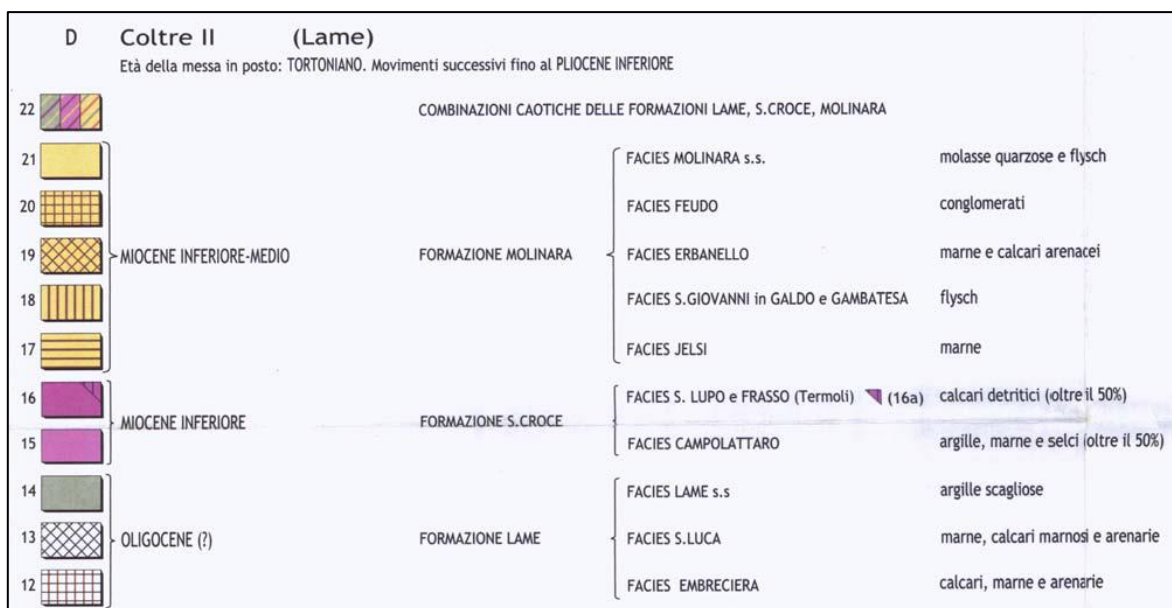 D Coltre II (Lame)
Età della messa in posto: TORTONIANO. Movimenti successivi fino al PLIOCENE INFERIORE
22 COMBINAZIONI CAOTICHE DELLE FORMAZIONI LAME, S.CROCE, MOLINARA
21 FACIES MOLINARA s.s. molasse quarzose e flysch
20 FACIES FEUDO conglomerati
19 MIOCENE INFERIORE-MEDIO FORMAZIONE MOLINARA FACIES ERBANELLO marne e calcari arenacei
18 FACIES S.GIOVANNI in GALDO e GAMBATESA flysch
17 FACIES JELSI marne
16 FACIES S. LUPO e FRASSO (Termoli) (16a) calcari detritici (oltre il 50%)
MIOCENE INFERIORE FORMAZIONE S.CROCE
15 FACIES CAMPOLATTARO argille, marne e selci (oltre il 50%)
14 FACIES LAME s.s argille scagliose
13 OLIGOCENE (?) FORMAZIONE LAME FACIES S.LUCA marne, calcari marnosi e arenarie
12 FACIES EMBRECIERA calcari, marne e arenarie